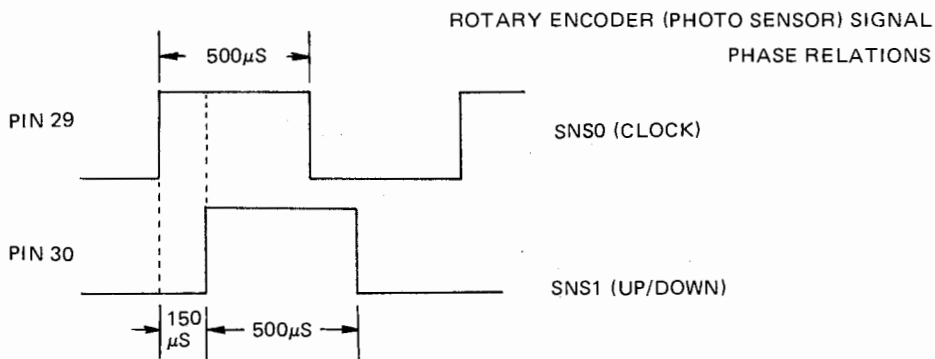 ROTARY ENCODER (PHOTO SENSOR) SIGNAL
PHASE RELATIONS
500μS
PIN 29
SNS0 (CLOCK)
PIN 30
SNS1 (UP/DOWN)
150
μS
500μS